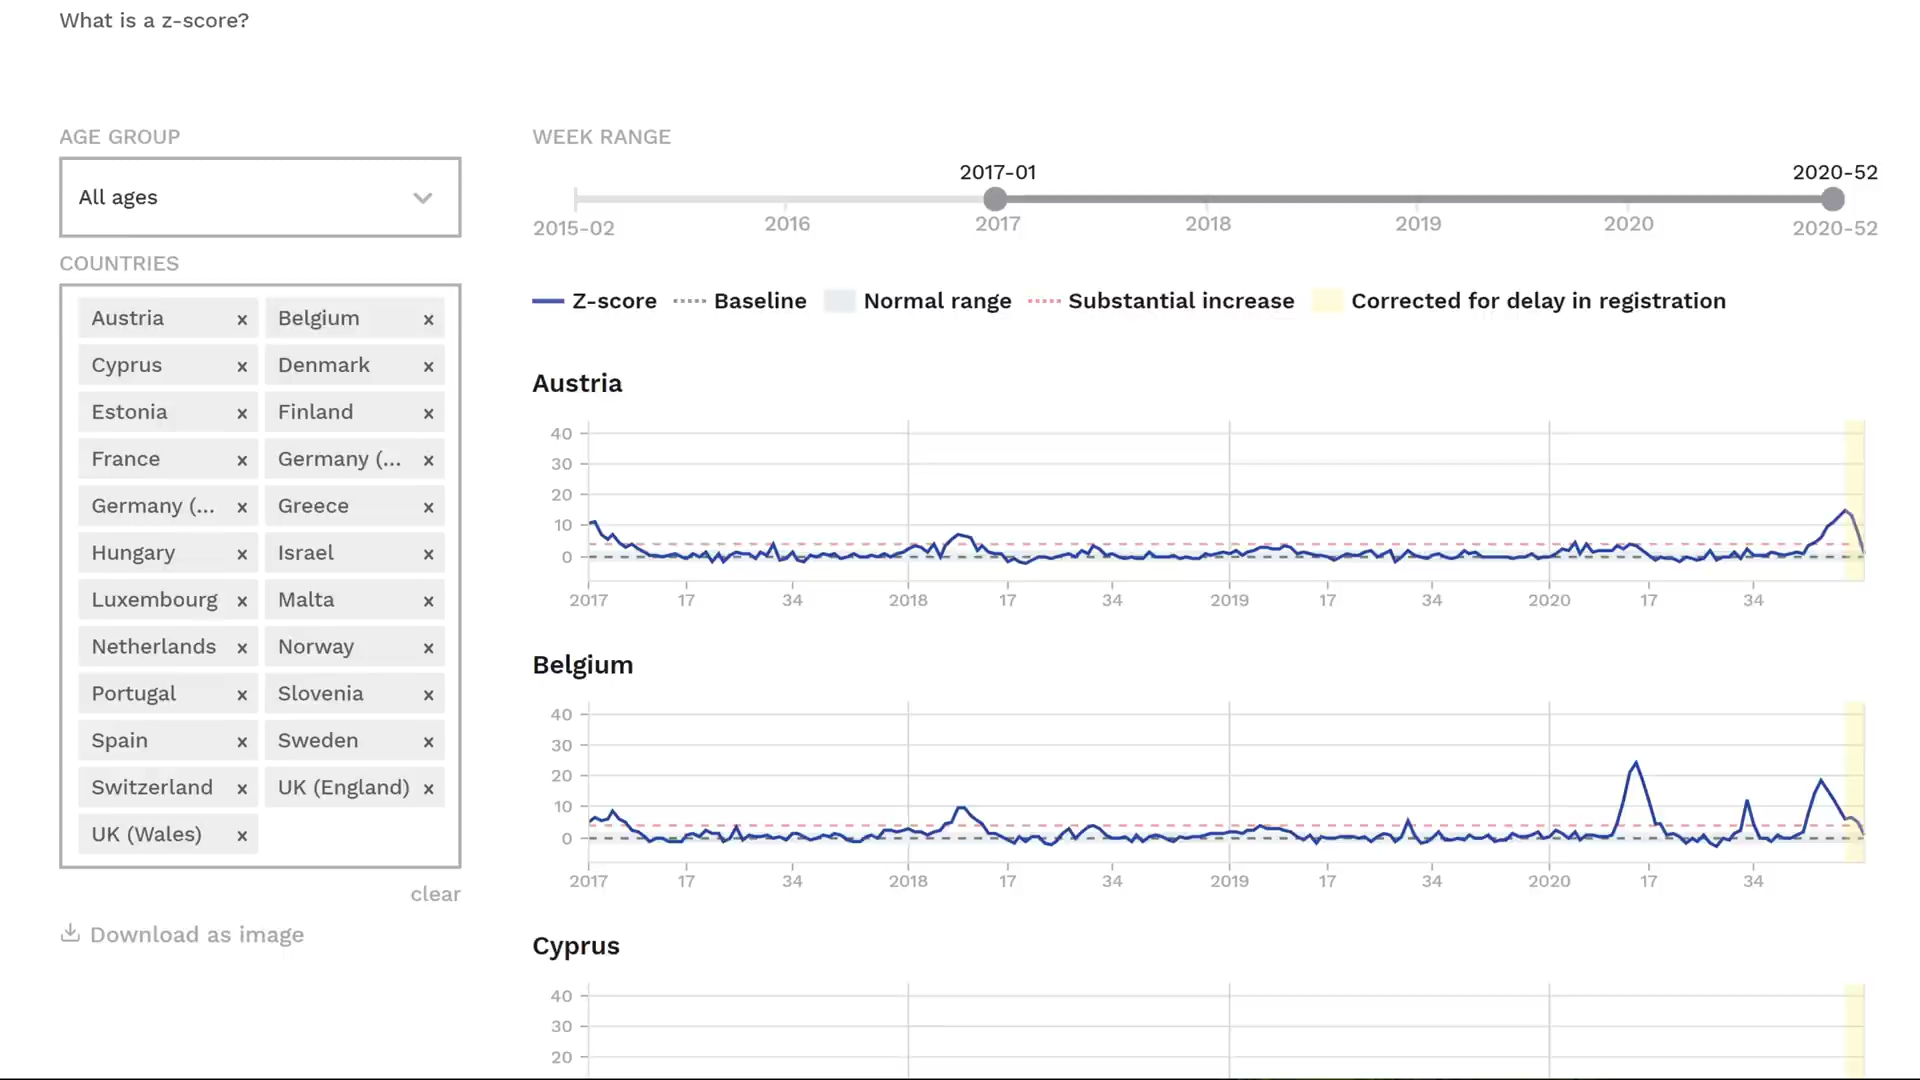 What is a z-score?
AGE GROUP
All ages
COUNTRIES
Austria x Belgium x
Cyprus x Denmark x
Estonia x Finland x
France x Germany (... x
Germany (... x Greece x
Hungary x Israel x
Luxembourg x Malta x
Netherlands x Norway x
Portugal x Slovenia x
Spain x Sweden x
Switzerland x UK (England) x
UK (Wales) x
clear
Download as image
WEEK RANGE
2017-01 2020-52
2015-02 2016 2017 2018 2019 2020 2020-52
Z-score Baseline Normal range Substantial increase Corrected for delay in registration
Austria
40
30
20
10
0
2017 17 34 2018 17 34 2019 17 34 2020 17 34
Belgium
40
30
20
10
0
2017 17 34 2018 17 34 2019 17 34 2020 17 34
Cyprus
40
30
20